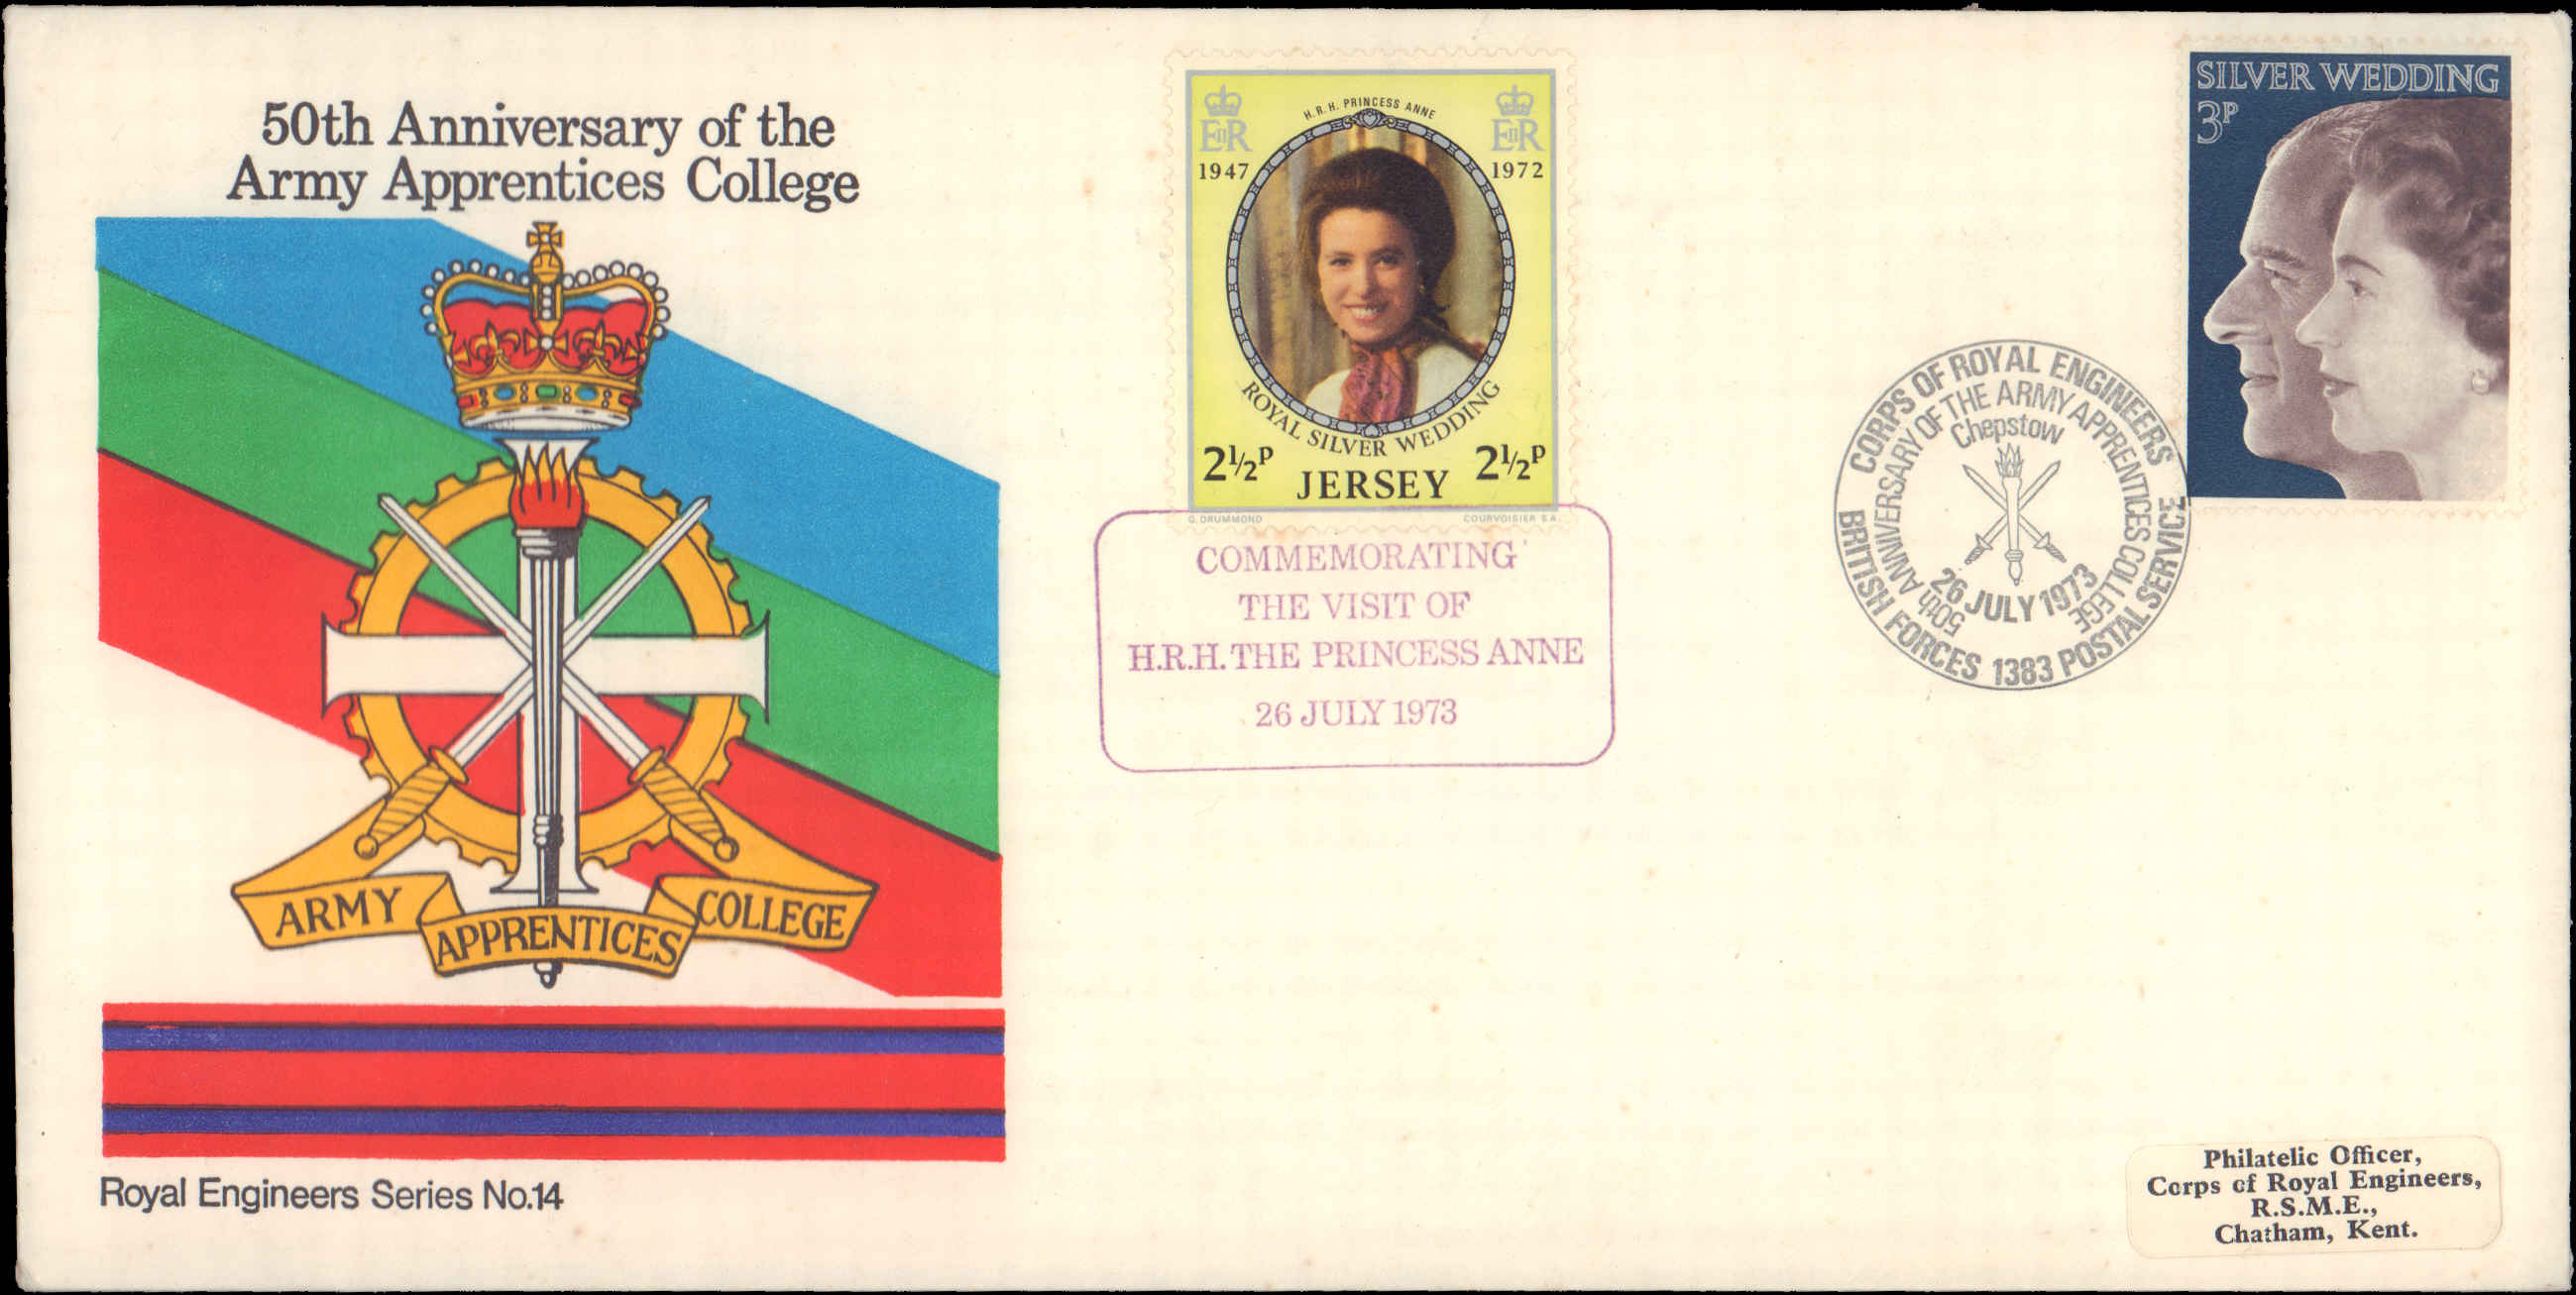 50th Anniversary of the
Army Apprentices College
ARMY APPRENTICES COLLEGE
Royal Engineers Series No.14
H.R.H. PRINCESS ANNE
EIIR EIIR
1947 1972
ROYAL SILVER WEDDING
2½P 2½P
JERSEY
G. DRUMMOND COURVOISIER S.A.
COMMEMORATING
THE VISIT OF
H.R.H. THE PRINCESS ANNE
26 JULY 1973
SILVER WEDDING
3P
CORPS OF ROYAL ENGINEERS
50th ANNIVERSARY OF THE ARMY APPRENTICES COLLEGE
Chepstow
26 JULY 1973
BRITISH FORCES 1383 POSTAL SERVICE
Philatelic Officer,
Corps of Royal Engineers,
R.S.M.E.,
Chatham, Kent.